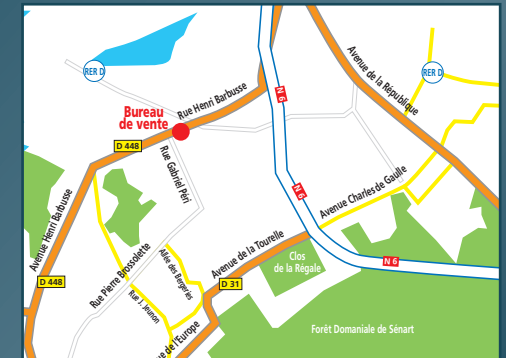 RER D
Rue Henri Barbusse
N 6
Avenue de la République
RER D
Bureau
de vente
D 448
Rue Gabriel Péri
N 6
Avenue Charles de Gaulle
Avenue Henri Barbusse
D 448
Rue Pierre Brossolette
Allée des Bergeries
Rue J. Jeunon
Avenue de la Tourelle
D 31
Clos
de la Régale
N 6
Forêt Domaniale de Sénart
de l'Europe